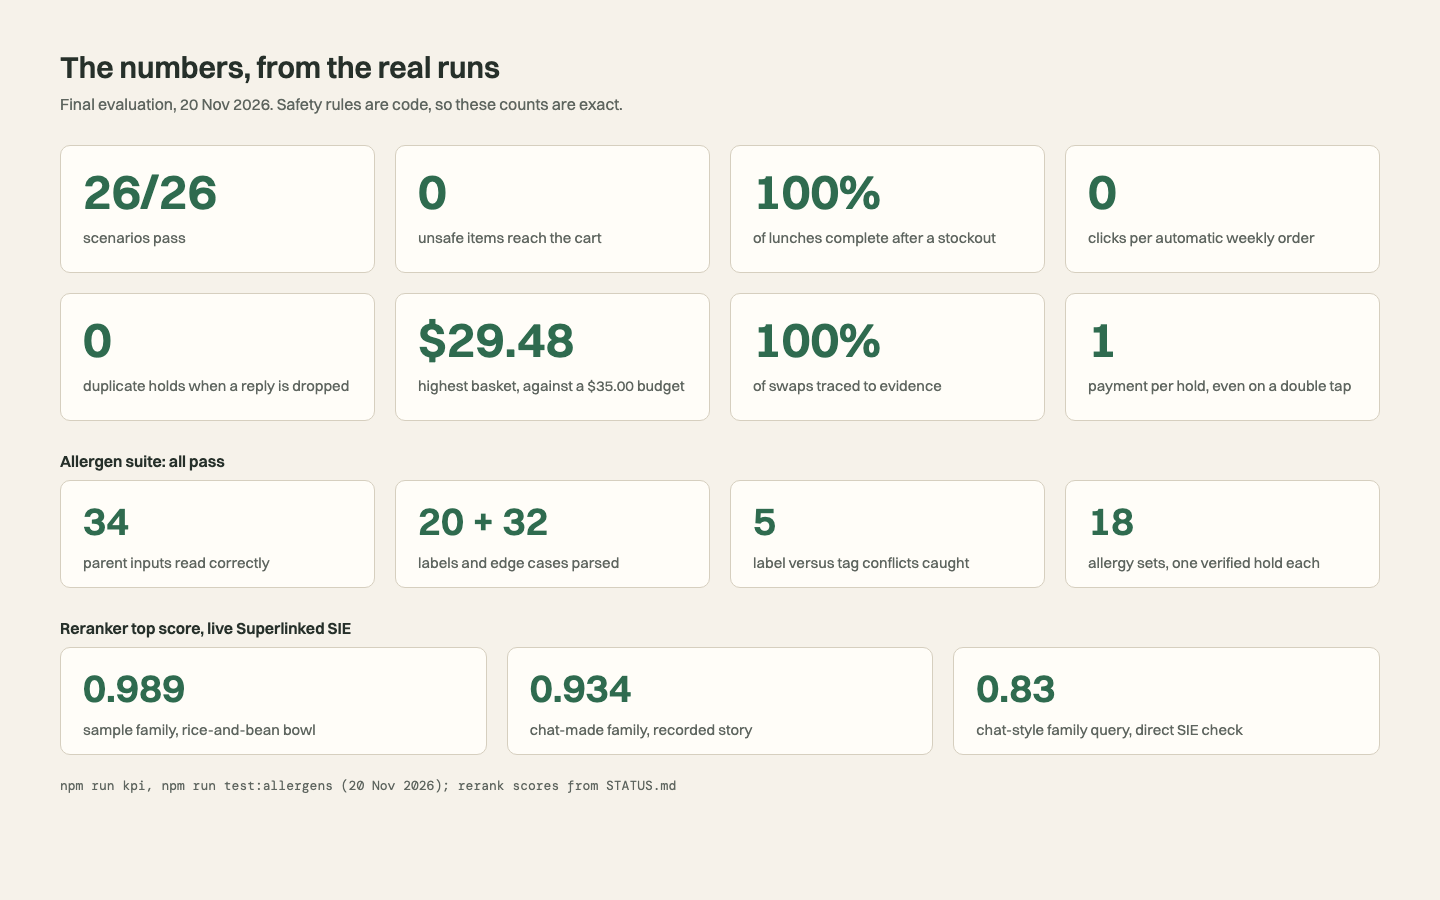 The numbers, from the real runs
Final evaluation, 20 Nov 2026. Safety rules are code, so these counts are exact.
26/26
scenarios pass
0
unsafe items reach the cart
100%
of lunches complete after a stockout
0
clicks per automatic weekly order
0
duplicate holds when a reply is dropped
$29.48
highest basket, against a $35.00 budget
100%
of swaps traced to evidence
1
payment per hold, even on a double tap
Allergen suite: all pass
34
parent inputs read correctly
20 + 32
labels and edge cases parsed
5
label versus tag conflicts caught
18
allergy sets, one verified hold each
Reranker top score, live Superlinked SIE
0.989
sample family, rice-and-bean bowl
0.934
chat-made family, recorded story
0.83
chat-style family query, direct SIE check
npm run kpi, npm run test:allergens (20 Nov 2026); rerank scores from STATUS.md